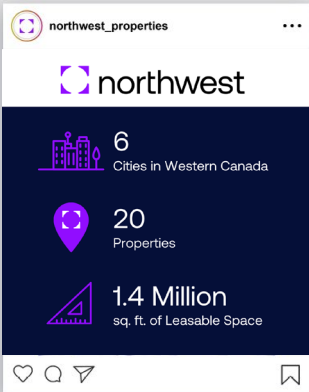 northwest_properties
northwest
6
Cities in Western Canada
20
Properties
1.4 Million
sq. ft. of Leasable Space